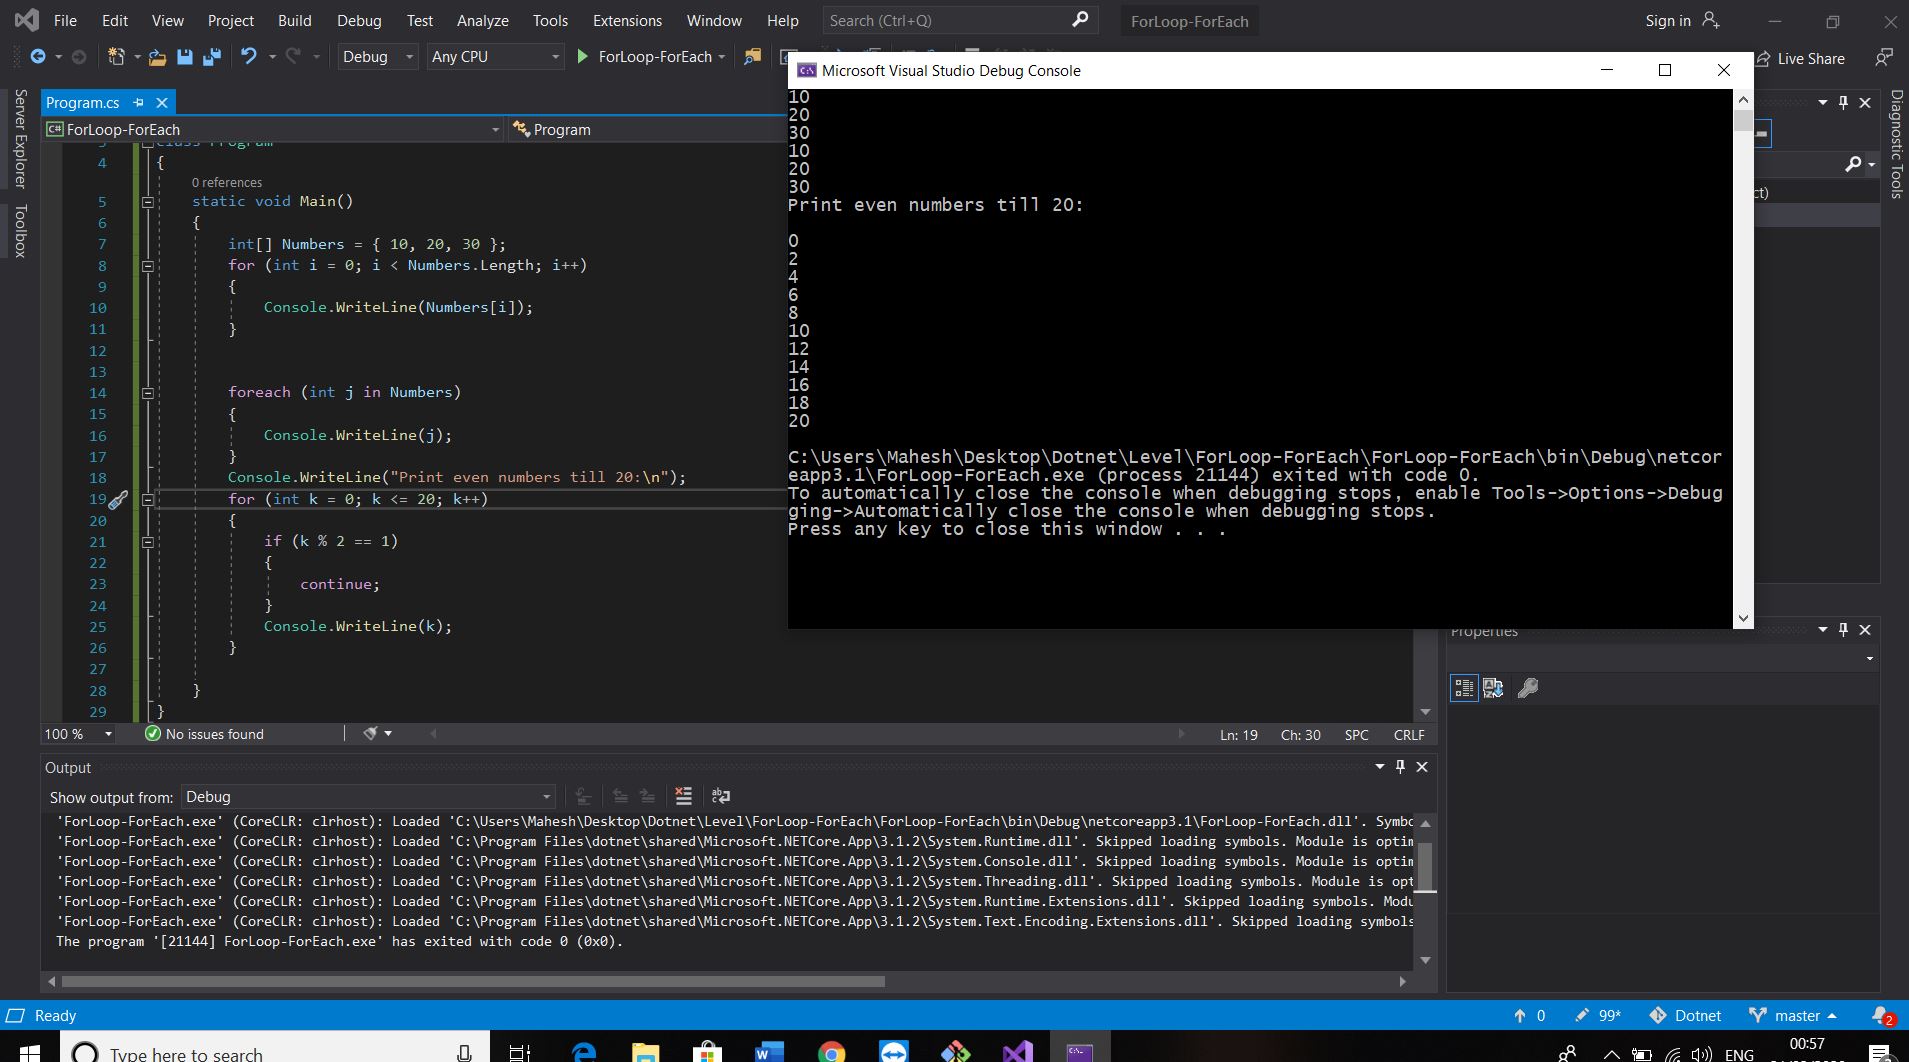 File Edit View Project Build Debug Test Analyze Tools Extensions Window Help Search (Ctrl+Q) ForLoop-ForEach Sign in
Debug Any CPU ForLoop-ForEach Live Share
Server Explorer
Toolbox
Program.cs
ForLoop-ForEach Program
3 class Program
4 {
0 references
5 static void Main()
6 {
7 int[] Numbers = { 10, 20, 30 };
8 for (int i = 0; i < Numbers.Length; i++)
9 {
10 Console.WriteLine(Numbers[i]);
11 }
12
13
14 foreach (int j in Numbers)
15 {
16 Console.WriteLine(j);
17 }
18 Console.WriteLine("Print even numbers till 20:\n");
19 for (int k = 0; k <= 20; k++)
20 {
21 if (k % 2 == 1)
22 {
23 continue;
24 }
25 Console.WriteLine(k);
26 }
27
28 }
29 }
100 % No issues found Ln: 19 Ch: 30 SPC CRLF
Microsoft Visual Studio Debug Console
10
20
30
10
20
30
Print even numbers till 20:
0
2
4
6
8
10
12
14
16
18
20
C:\Users\Mahesh\Desktop\Dotnet\Level\ForLoop-ForEach\ForLoop-ForEach\bin\Debug\netcor
eapp3.1\ForLoop-ForEach.exe (process 21144) exited with code 0.
To automatically close the console when debugging stops, enable Tools->Options->Debug
ging->Automatically close the console when debugging stops.
Press any key to close this window . . .
ct)
Diagnostic Tools
Properties
Output
Show output from: Debug
'ForLoop-ForEach.exe' (CoreCLR: clrhost): Loaded 'C:\Users\Mahesh\Desktop\Dotnet\Level\ForLoop-ForEach\ForLoop-ForEach\bin\Debug\netcoreapp3.1\ForLoop-ForEach.dll'. Symbo
'ForLoop-ForEach.exe' (CoreCLR: clrhost): Loaded 'C:\Program Files\dotnet\shared\Microsoft.NETCore.App\3.1.2\System.Runtime.dll'. Skipped loading symbols. Module is optim
'ForLoop-ForEach.exe' (CoreCLR: clrhost): Loaded 'C:\Program Files\dotnet\shared\Microsoft.NETCore.App\3.1.2\System.Console.dll'. Skipped loading symbols. Module is optim
'ForLoop-ForEach.exe' (CoreCLR: clrhost): Loaded 'C:\Program Files\dotnet\shared\Microsoft.NETCore.App\3.1.2\System.Threading.dll'. Skipped loading symbols. Module is opt
'ForLoop-ForEach.exe' (CoreCLR: clrhost): Loaded 'C:\Program Files\dotnet\shared\Microsoft.NETCore.App\3.1.2\System.Runtime.Extensions.dll'. Skipped loading symbols. Modu
'ForLoop-ForEach.exe' (CoreCLR: clrhost): Loaded 'C:\Program Files\dotnet\shared\Microsoft.NETCore.App\3.1.2\System.Text.Encoding.Extensions.dll'. Skipped loading symbols
The program '[21144] ForLoop-ForEach.exe' has exited with code 0 (0x0).
Ready 0 99* Dotnet master 2
Type here to search ENG 00:57